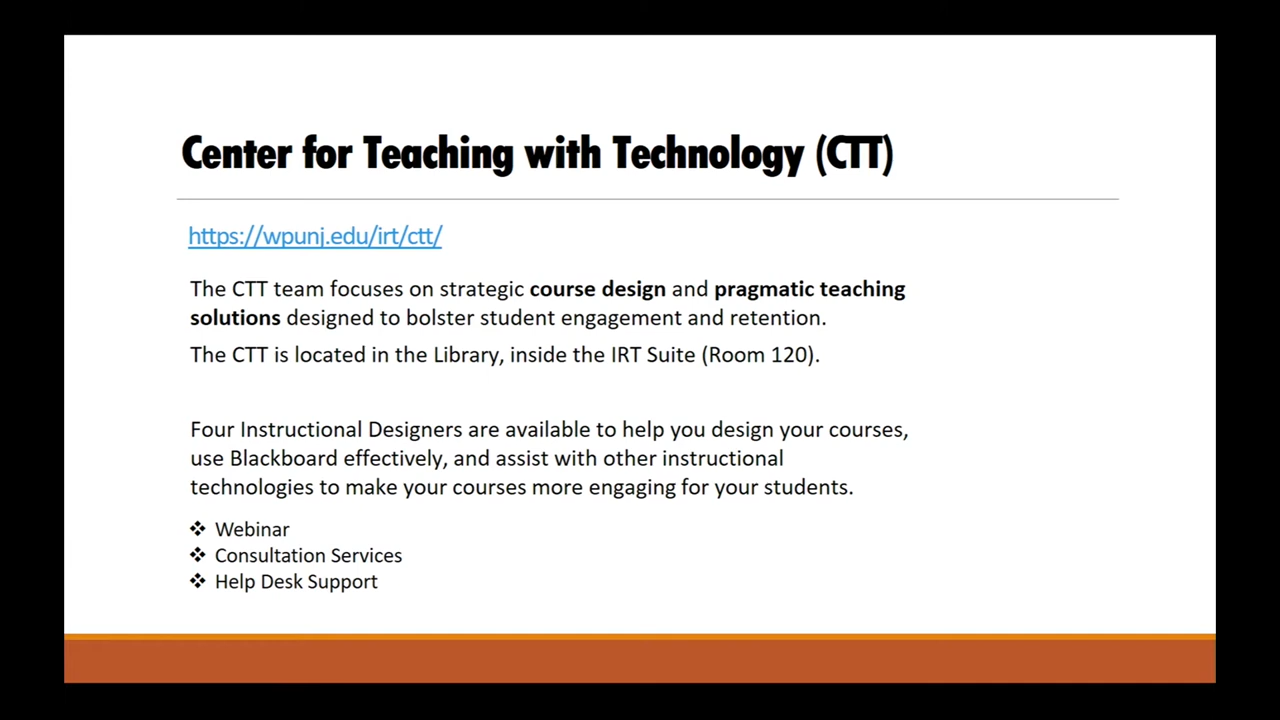 Center for Teaching with Technology (CTT)
https://wpunj.edu/irt/ctt/
The CTT team focuses on strategic course design and pragmatic teaching
solutions designed to bolster student engagement and retention.
The CTT is located in the Library, inside the IRT Suite (Room 120).
Four Instructional Designers are available to help you design your courses,
use Blackboard effectively, and assist with other instructional
technologies to make your courses more engaging for your students.
❖ Webinar
❖ Consultation Services
❖ Help Desk Support